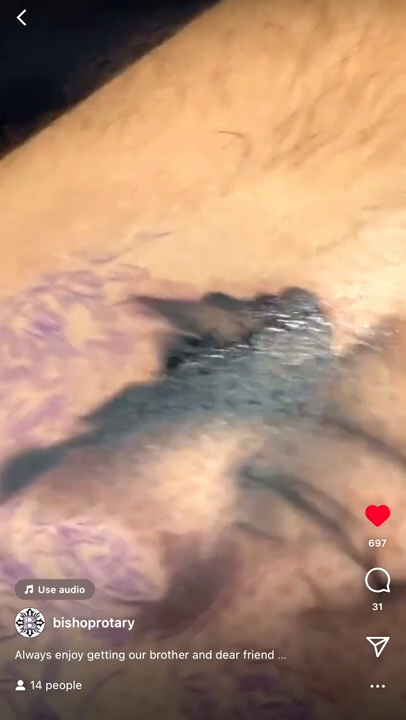 Use audio
697
31
bishoprotary
Always enjoy getting our brother and dear friend ...
14 people